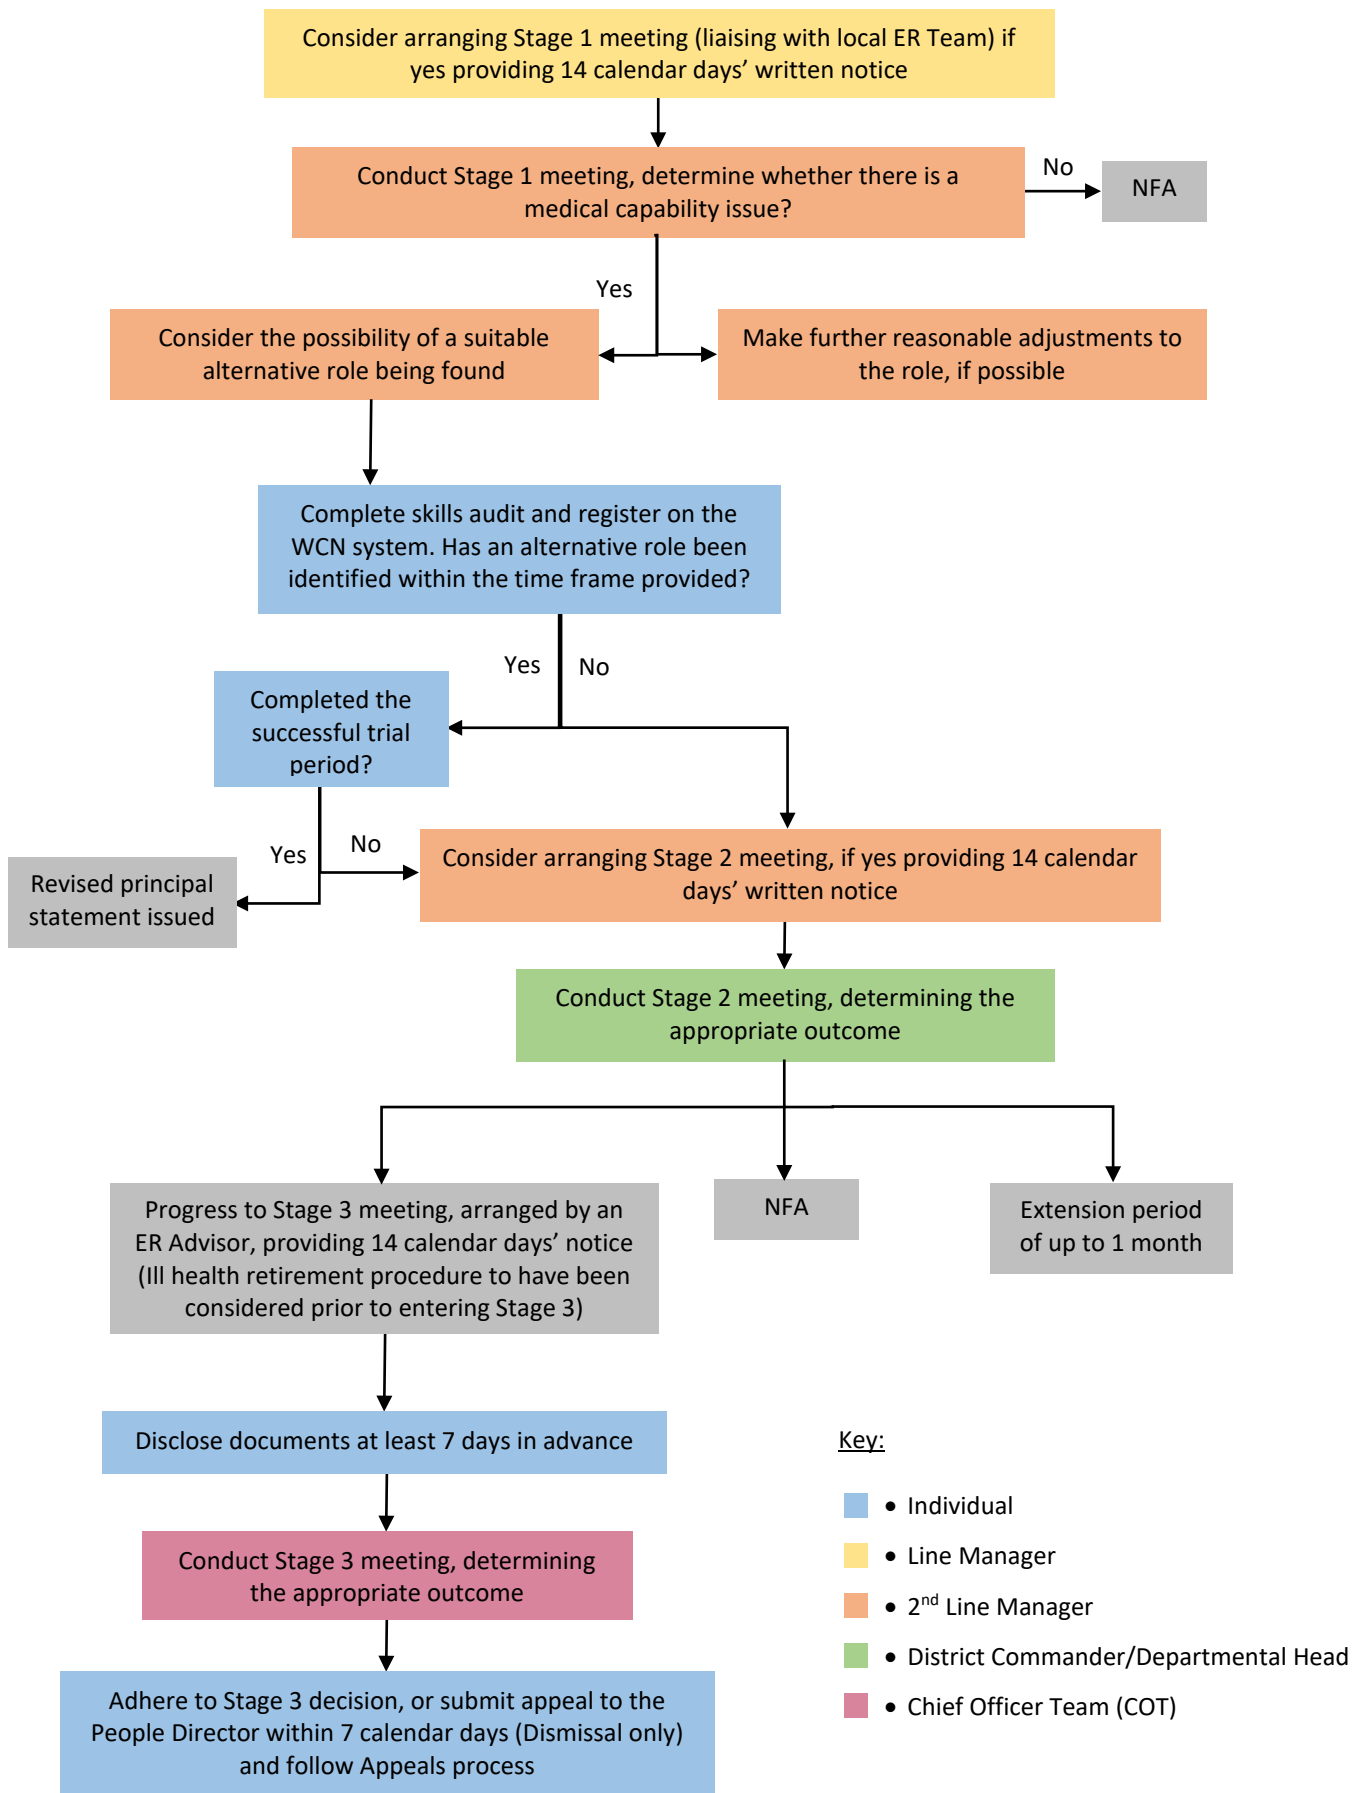 Consider arranging Stage 1 meeting (liaising with local ER Team) if
yes providing 14 calendar days’ written notice
Conduct Stage 1 meeting, determine whether there is a
medical capability issue?
No
NFA
Yes
Consider the possibility of a suitable
alternative role being found
Make further reasonable adjustments to
the role, if possible
Complete skills audit and register on the
WCN system. Has an alternative role been
identified within the time frame provided?
Yes
No
Completed the
successful trial
period?
Yes
No
Revised principal
statement issued
Consider arranging Stage 2 meeting, if yes providing 14 calendar
days’ written notice
Conduct Stage 2 meeting, determining the
appropriate outcome
Progress to Stage 3 meeting, arranged by an
ER Advisor, providing 14 calendar days’ notice
(Ill health retirement procedure to have been
considered prior to entering Stage 3)
NFA
Extension period
of up to 1 month
Disclose documents at least 7 days in advance
Conduct Stage 3 meeting, determining
the appropriate outcome
Adhere to Stage 3 decision, or submit appeal to the
People Director within 7 calendar days (Dismissal only)
and follow Appeals process
Key:
• Individual
• Line Manager
• 2nd Line Manager
• District Commander/Departmental Head
• Chief Officer Team (COT)